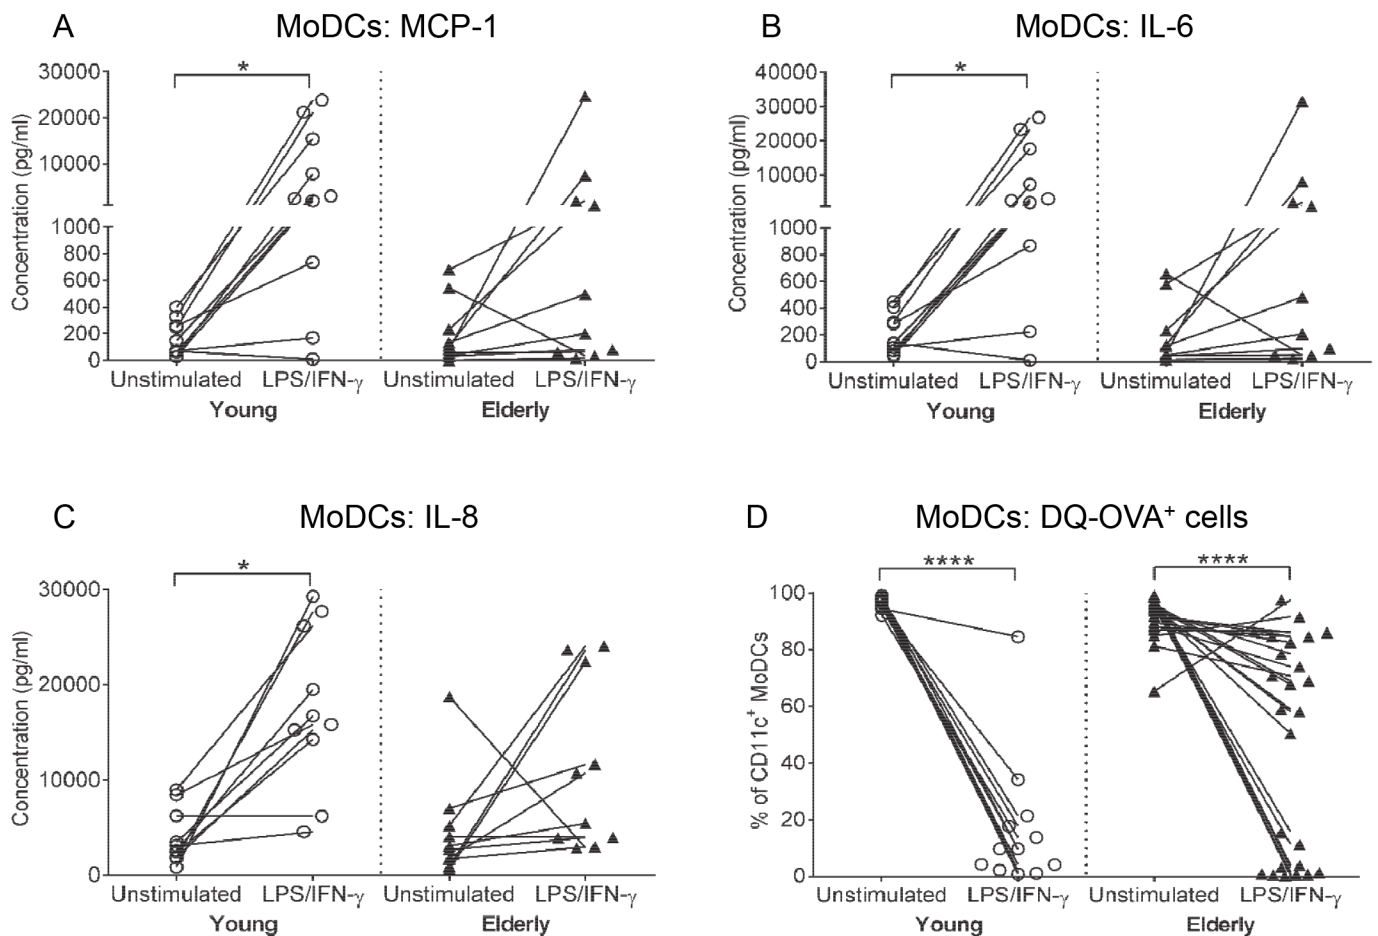 A MoDCs: MCP-1
*
30000
20000
10000
1000
800
600
400
200
0
Concentration (pg/ml)
Unstimulated LPS/IFN-γ Unstimulated LPS/IFN-γ
Young Elderly
B MoDCs: IL-6
*
40000
30000
20000
10000
1000
800
600
400
200
0
Concentration (pg/ml)
Unstimulated LPS/IFN-γ Unstimulated LPS/IFN-γ
Young Elderly
C MoDCs: IL-8
*
30000
20000
10000
0
Concentration (pg/ml)
Unstimulated LPS/IFN-γ Unstimulated LPS/IFN-γ
Young Elderly
D MoDCs: DQ-OVA⁺ cells
**** ****
100
80
60
40
20
0
% of CD11c⁺ MoDCs
Unstimulated LPS/IFN-γ Unstimulated LPS/IFN-γ
Young Elderly